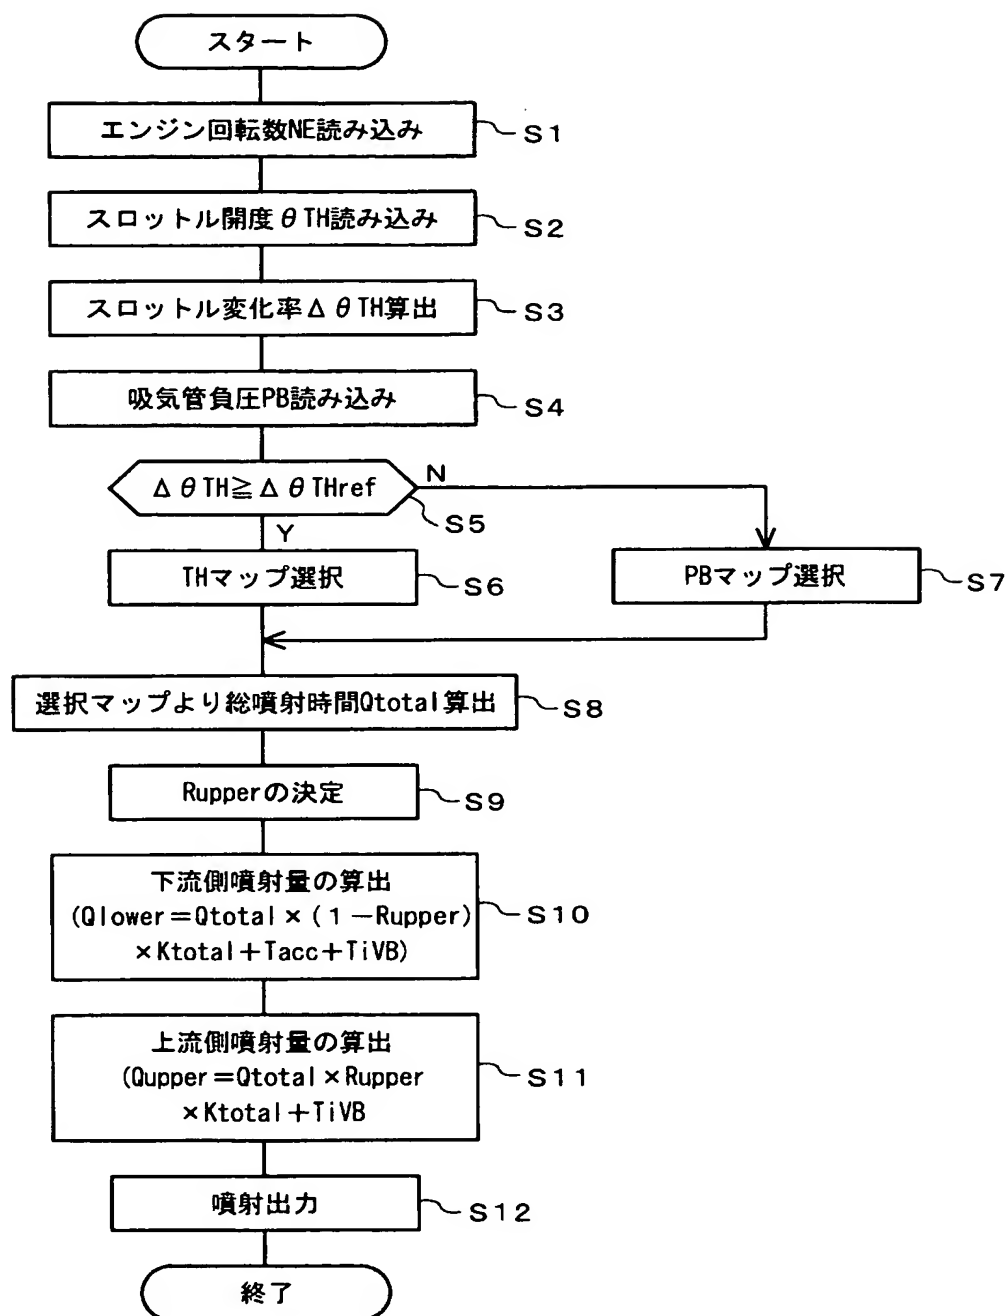 スタート
エンジン回転数NE読み込み
S1
スロットル開度θTH読み込み
S2
スロットル変化率ΔθTH算出
S3
吸気管負圧PB読み込み
S4
ΔθTH≧ΔθTHref
N
S5
Y
THマップ選択
S6
PBマップ選択
S7
選択マップより総噴射時間Qtotal算出
S8
Rupperの決定
S9
下流側噴射量の算出
(Qlower=Qtotal×(1-Rupper)
×Ktotal+Tacc+TiVB)
S10
上流側噴射量の算出
(Qupper=Qtotal×Rupper
×Ktotal+TiVB
S11
噴射出力
S12
終了